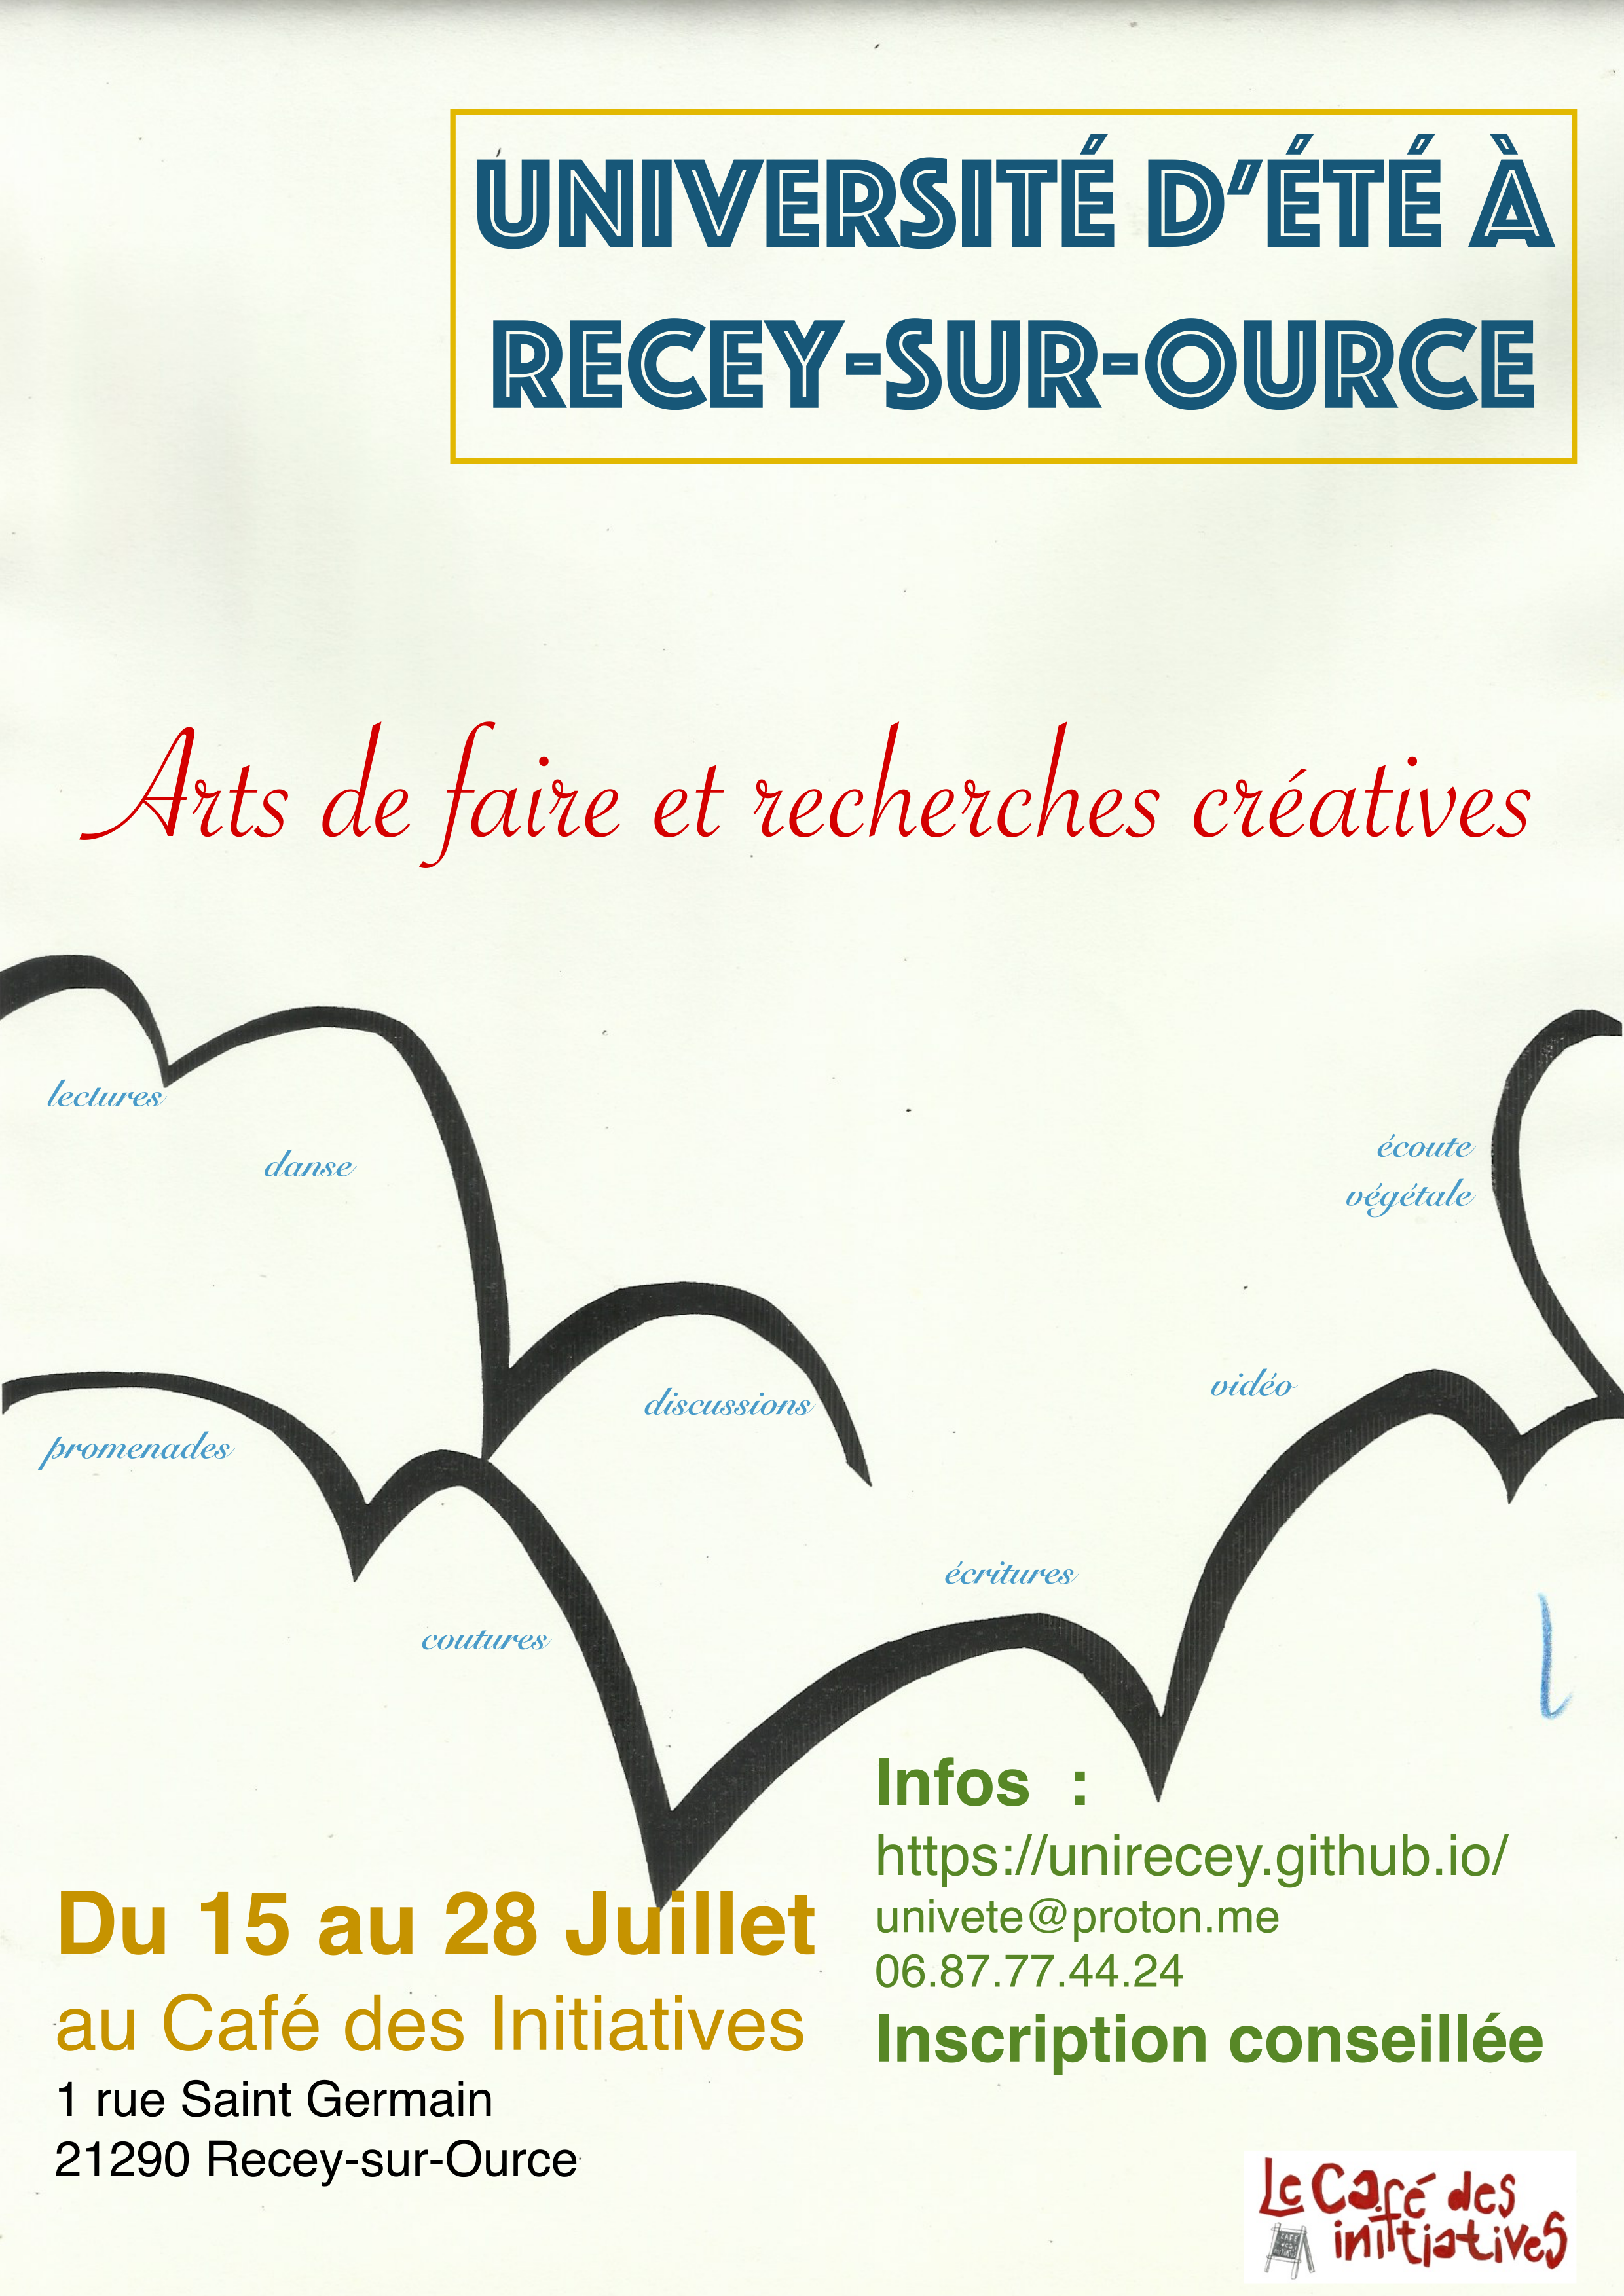 UNIVERSITÉ D'ÉTÉ À
RECEY-SUR-OURCE
Arts de faire et recherches créatives
lectures
danse
écoute
végétale
discussions
vidéo
promenades
écritures
coutures
Infos :
https://unirecey.github.io/
univete@proton.me
06.87.77.44.24
Inscription conseillée
Du 15 au 28 Juillet
au Café des Initiatives
1 rue Saint Germain
21290 Recey-sur-Ource
Le Café des
initiatives